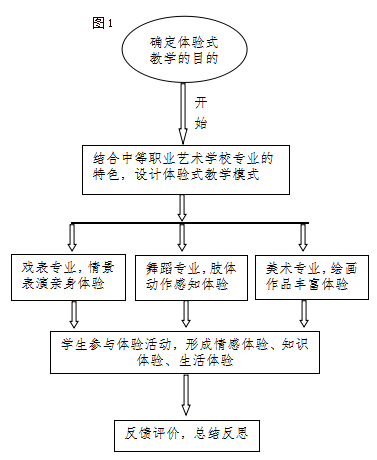 图1
确定体验式
教学的目的
开
始
结合中等职业艺术学校专业的
特色，设计体验式教学模式
戏表专业，情景
表演亲身体验
舞蹈专业，肢体
动作感知体验
美术专业，绘画
作品丰富体验
学生参与体验活动，形成情感体验、知识
体验、生活体验
反馈评价，总结反思